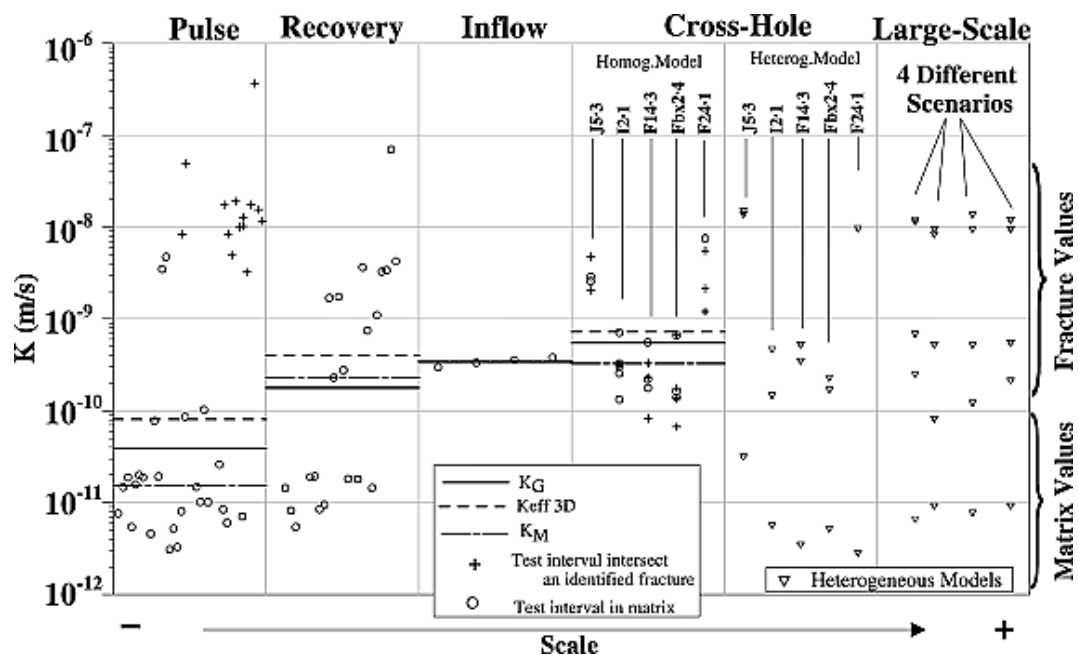 Pulse Recovery Inflow Cross-Hole Large-Scale
Homog.Model Heterog.Model
4 Different
Scenarios
J5·3 I2·1 F14·3 Fbx2·4 F24·1 J5·3 I2·1 F14·3 Fbx2·4 F24·1
K (m/s)
10⁻⁶
10⁻⁷
10⁻⁸
10⁻⁹
10⁻¹⁰
10⁻¹¹
10⁻¹²
Fracture Values
Matrix Values
K_G
Keff 3D
K_M
+ Test interval intersect
an identified fracture
○ Test interval in matrix
▽ Heterogeneous Models
− Scale +